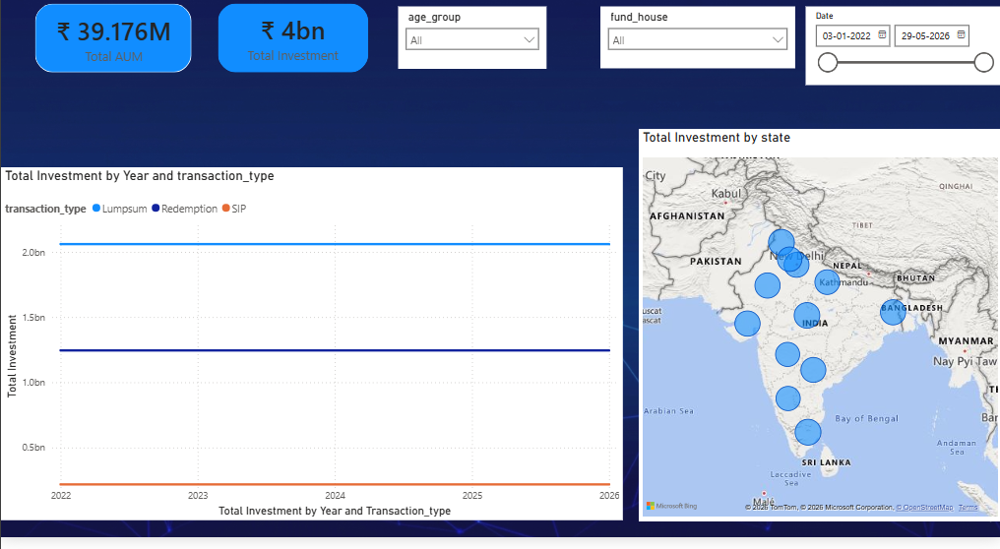 ₹ 39.176M
Total AUM
₹ 4bn
Total Investment
age_group
All
fund_house
All
Date
03-01-2022
29-05-2026
Total Investment by Year and transaction_type
transaction_type Lumpsum Redemption SIP
Total Investment
2.0bn
1.5bn
1.0bn
0.5bn
2022 2023 2024 2025 2026
Total Investment by Year and Transaction_type
Total Investment by state
City
Kabul
QINGHAI
AFGHANISTAN
TIBET
PAKISTAN
New Delhi
NEPAL
Kathmandu
BHUTAN
uscat
ascat
INDIA
BANGLADESH
MYANMAR
Nay Pyi Taw
Arabian Sea
Bay of Bengal
Andaman
Sea
SRI LANKA
Laccadive
Sea
Malé
Microsoft Bing
© 2026 TomTom, © 2026 Microsoft Corporation, © OpenStreetMap Terms